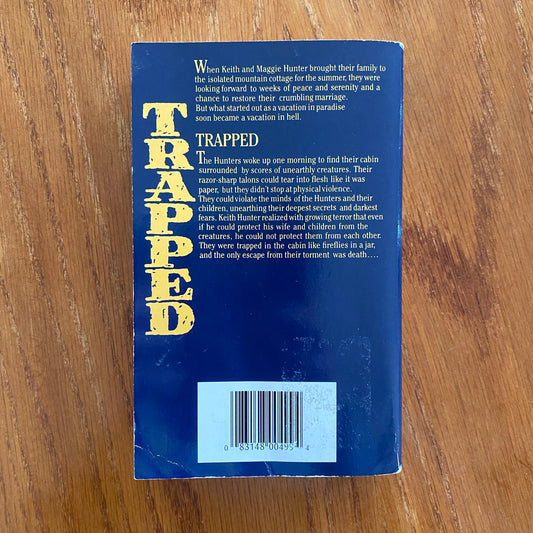 TRAPPED
When Keith and Maggie Hunter brought their family to
the isolated mountain cottage for the summer, they were
looking forward to weeks of peace and serenity and a
chance to restore their crumbling marriage.
But what started out as a vacation in paradise
soon became a vacation in hell.
TRAPPED
The Hunters woke up one morning to find their cabin
surrounded by scores of unearthly creatures. Their
razor-sharp talons could tear into flesh like it was
paper, but they didn't stop at physical violence.
They could violate the minds of the Hunters and their
children, unearthing their deepest secrets and darkest
fears. Keith Hunter realized with growing terror that even
if he could protect his wife and children from the
creatures, he could not protect them from each other.
They were trapped in the cabin like fireflies in a jar,
and the only escape from their torment was death....
0 83148 00495 4